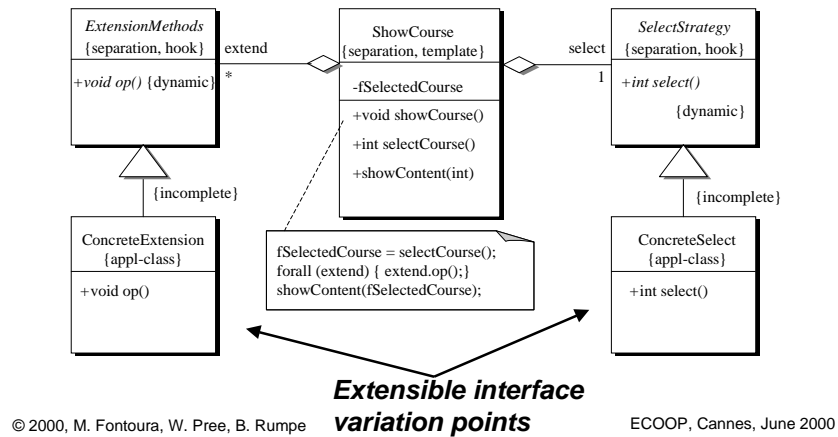 ExtensionMethods
{separation, hook}
+void op() {dynamic}
extend
*
ShowCourse
{separation, template}
-fSelectedCourse
+void showCourse()
+int selectCourse()
+showContent(int)
select
1
SelectStrategy
{separation, hook}
+int select()
{dynamic}
{incomplete}
{incomplete}
ConcreteExtension
{appl-class}
+void op()
fSelectedCourse = selectCourse();
forall (extend) { extend.op();}
showContent(fSelectedCourse);
ConcreteSelect
{appl-class}
+int select()
Extensible interface
variation points
© 2000, M. Fontoura, W. Pree, B. Rumpe
ECOOP, Cannes, June 2000